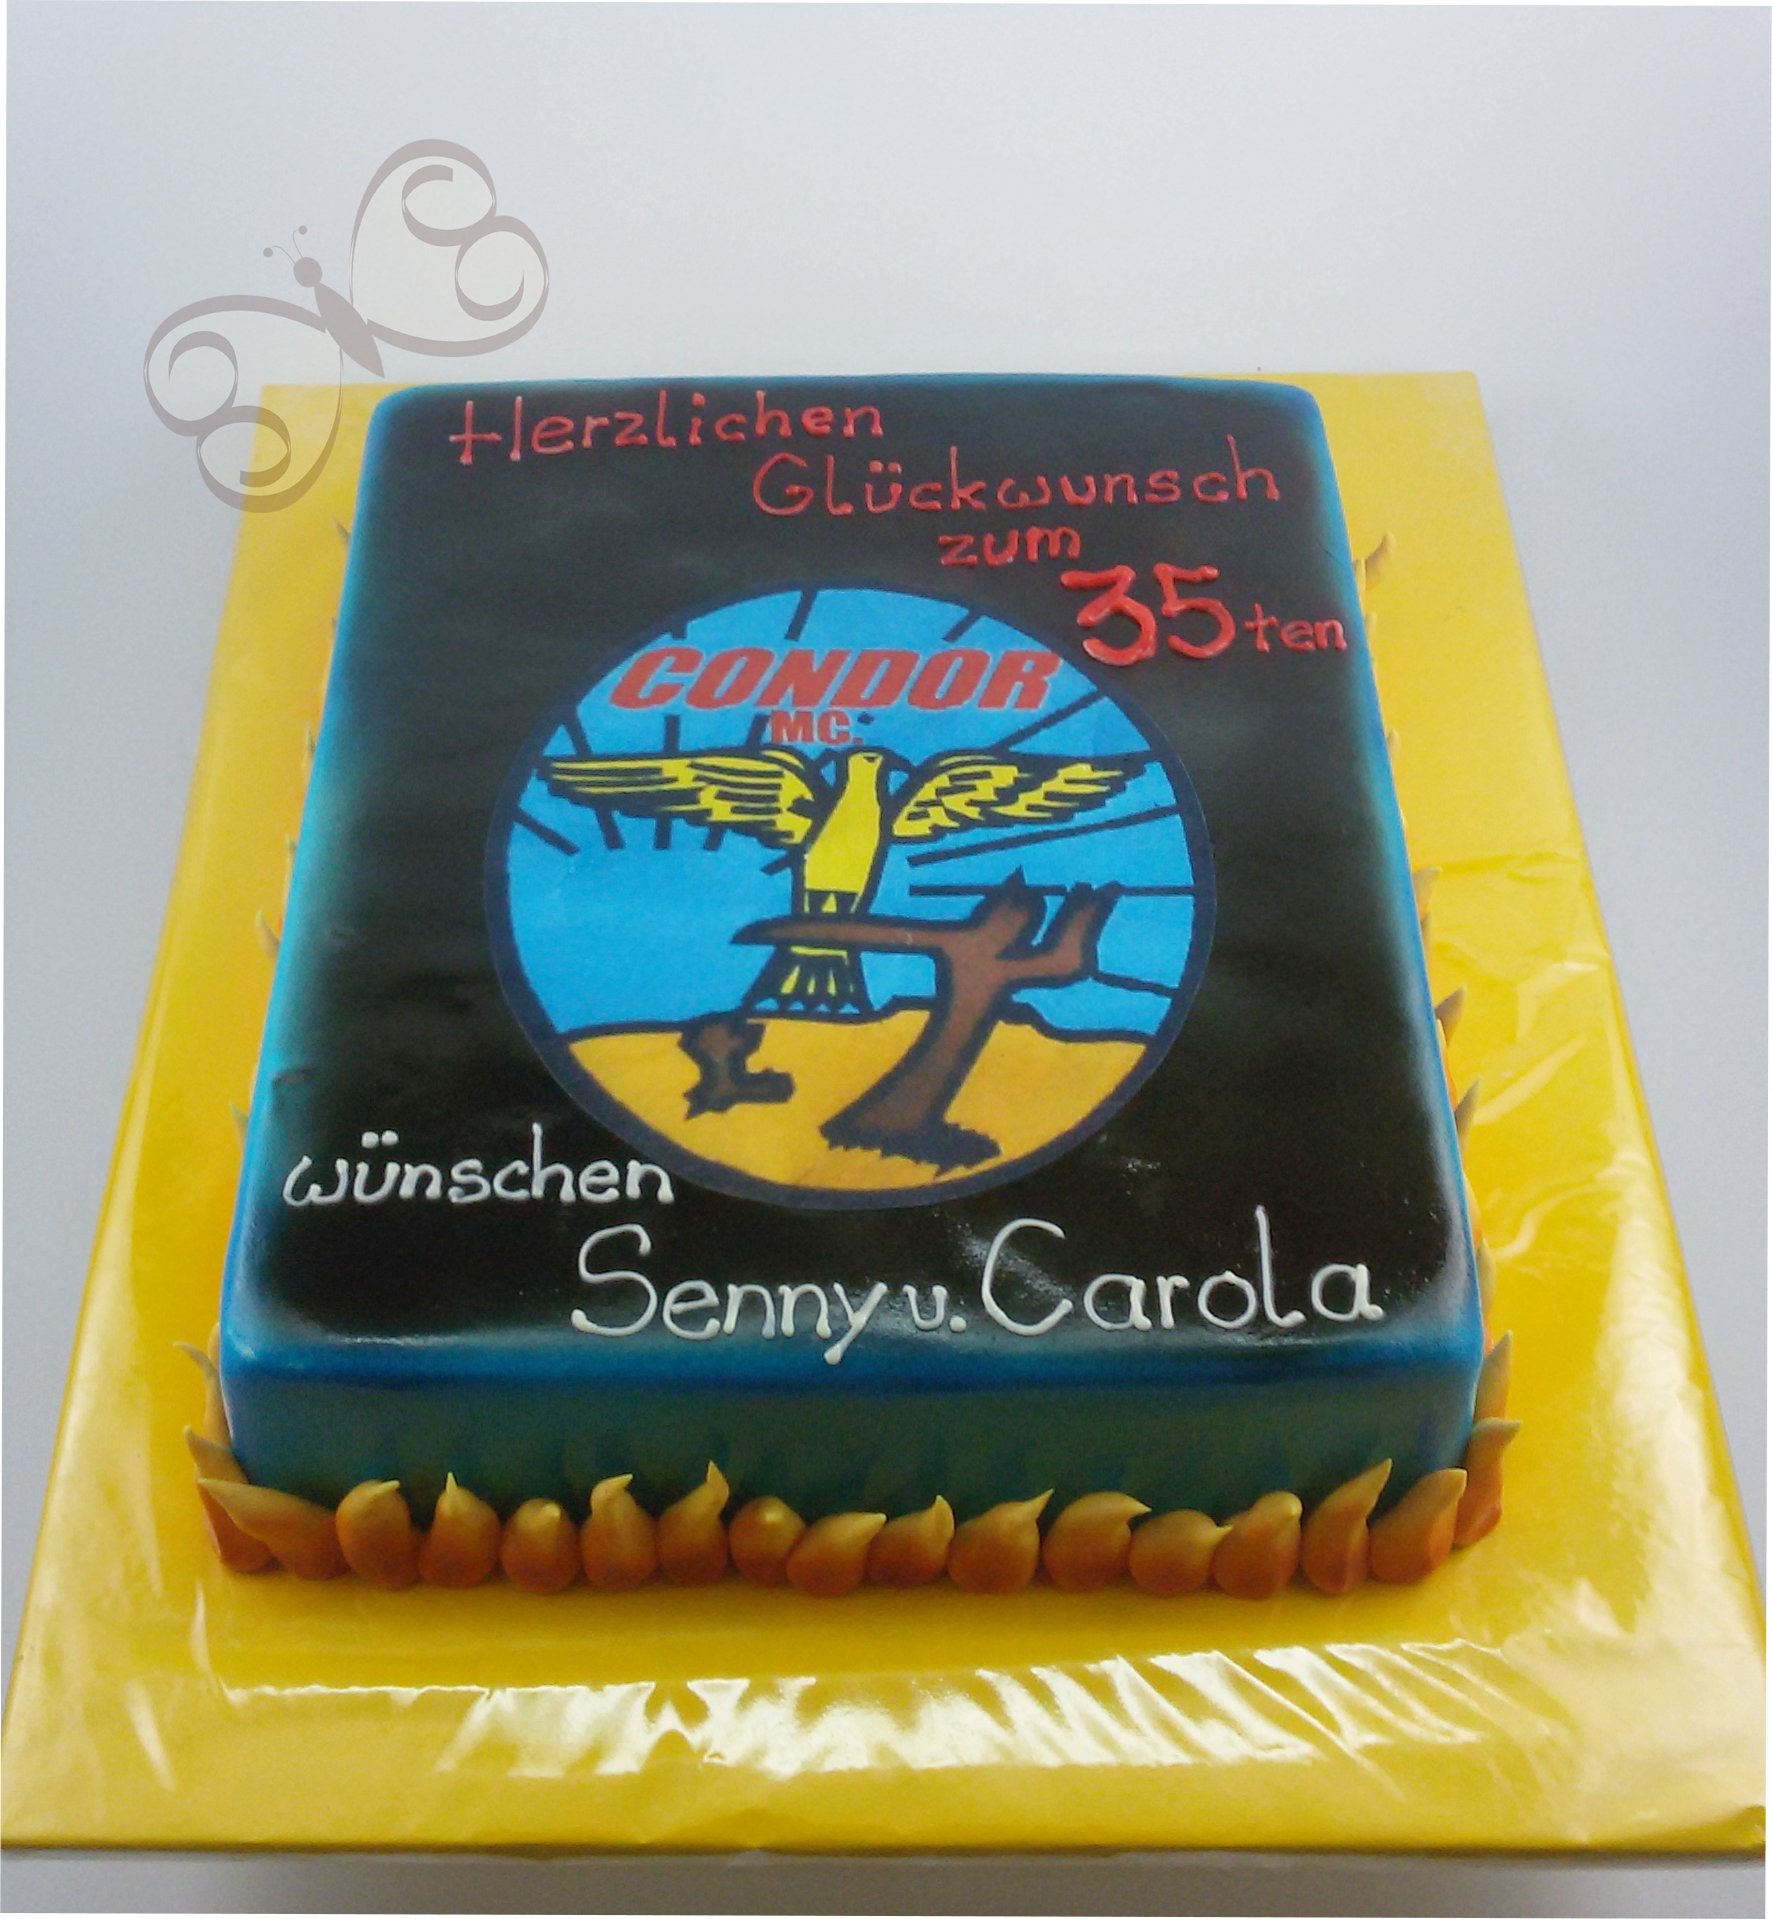 Herzlichen
Glückwunsch
zum
35ten
CONDOR
MC.
wünschen
Senny u. Carola